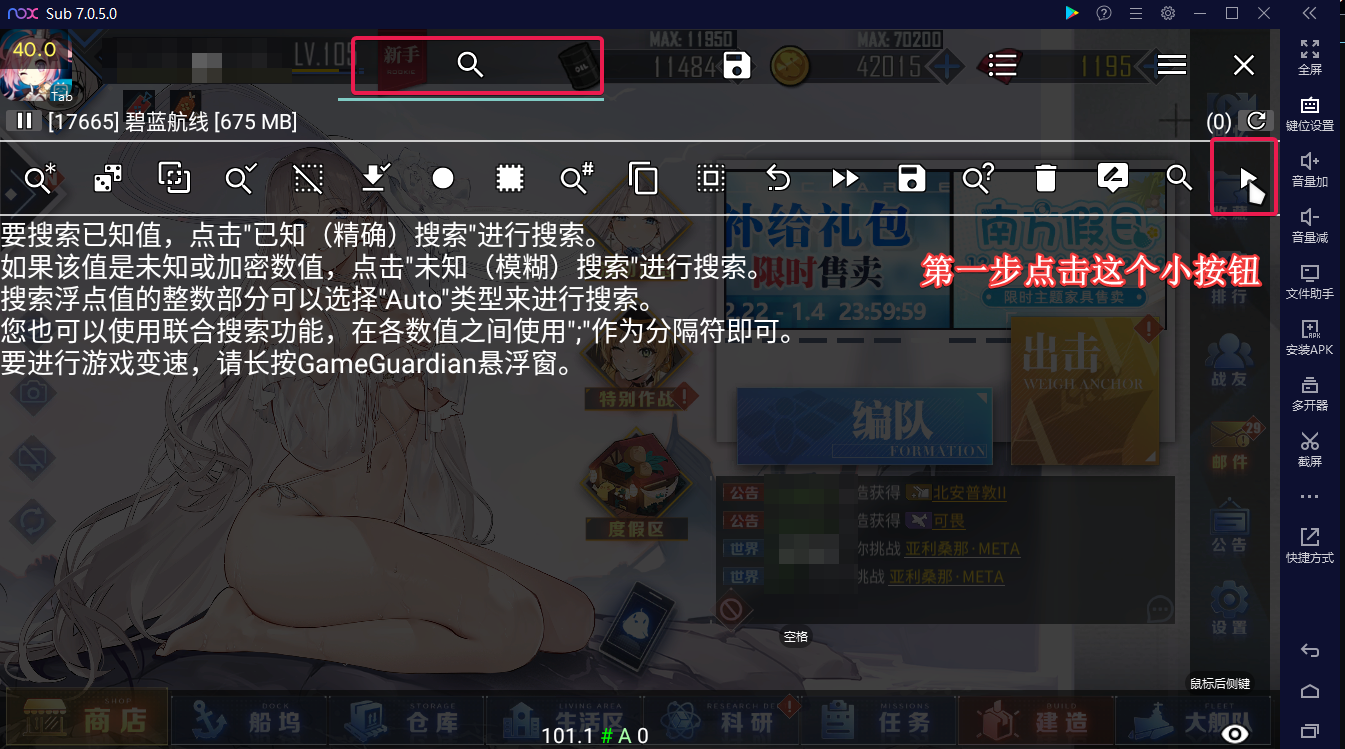 nox Sub 7.0.5.0
40.0
Tab
LV.105
新手
OIL
MAX: 11950
11484
MAX: 70200
42015
1195
[17665] 碧蓝航线 [675 MB]
(0)
要搜索已知值，点击"已知（精确）搜索"进行搜索。
如果该值是未知或加密数值，点击"未知（模糊）搜索"进行搜索。
搜索浮点值的整数部分可以选择"Auto"类型来进行搜索。
您也可以使用联合搜索功能，在各数值之间使用";"作为分隔符即可。
要进行游戏变速，请长按GameGuardian悬浮窗。
第一步点击这个小按钮
补给礼包
限时售卖
2.22 - 1.4 23:59:59
南方假日
限时主题家具售卖
收藏
排行
战友
29
邮件
公告
设置
特别作战
度假区
出击
WEIGH ANCHOR
编队
FORMATION
公告 造获得 北安普敦II
公告 造获得 可畏
世界 尔挑战 亚利桑那·META
世界 挑战 亚利桑那·META
空格
鼠标后侧键
SHOP
商店
DOCK
船坞
STORAGE
仓库
LIVING AREA
生活区
RESEARCH DE
科研
MISSIONS
任务
BUILD
建造
大舰队
101.1 # A 0
全屏
键位设置
音量加
音量减
文件助手
APK
安装APK
多开器
截屏
快捷方式